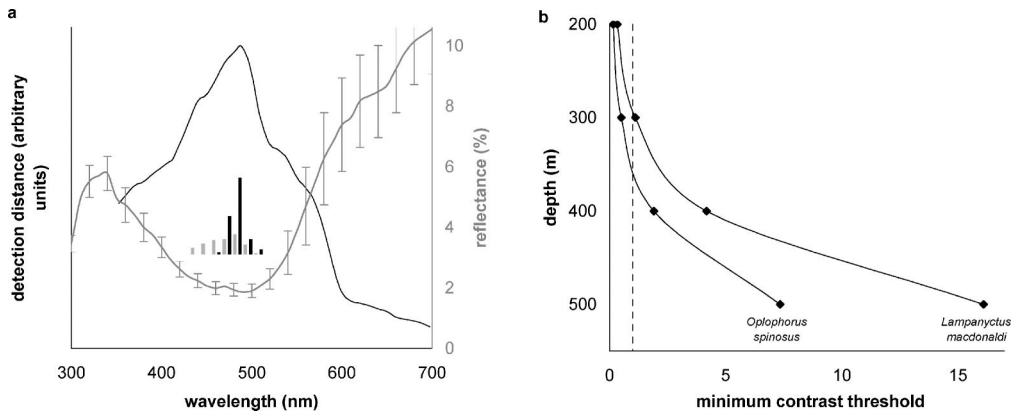 a
detection distance (arbitrary
units)
10
8
6
4
2
0
reflectance (%)
300
400
500
600
700
wavelength (nm)
b
200
300
400
500
depth (m)
Oplophorus
spinosus
Lampanyctus
macdonaldi
0
5
10
15
minimum contrast threshold